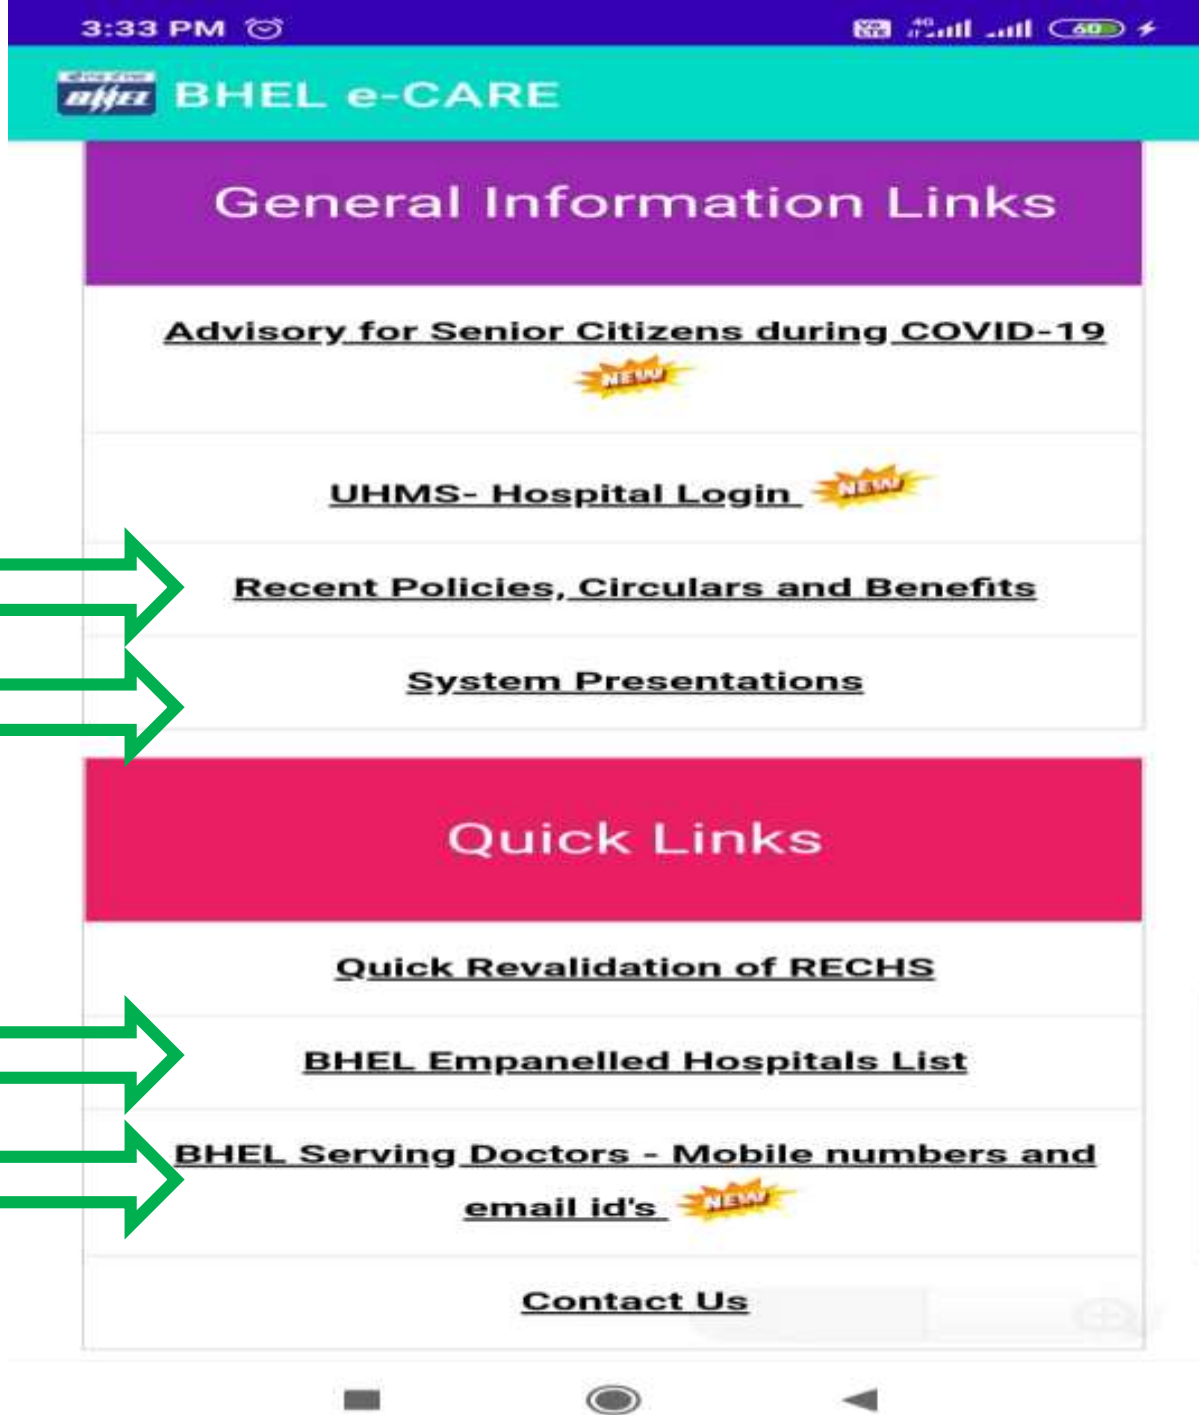 3:33 PM
4G
60
BHEL e-CARE
General Information Links
Advisory for Senior Citizens during COVID-19
NEW
UHMS- Hospital Login NEW
Recent Policies, Circulars and Benefits
System Presentations
Quick Links
Quick Revalidation of RECHS
BHEL Empanelled Hospitals List
BHEL Serving Doctors - Mobile numbers and
email id's NEW
Contact Us